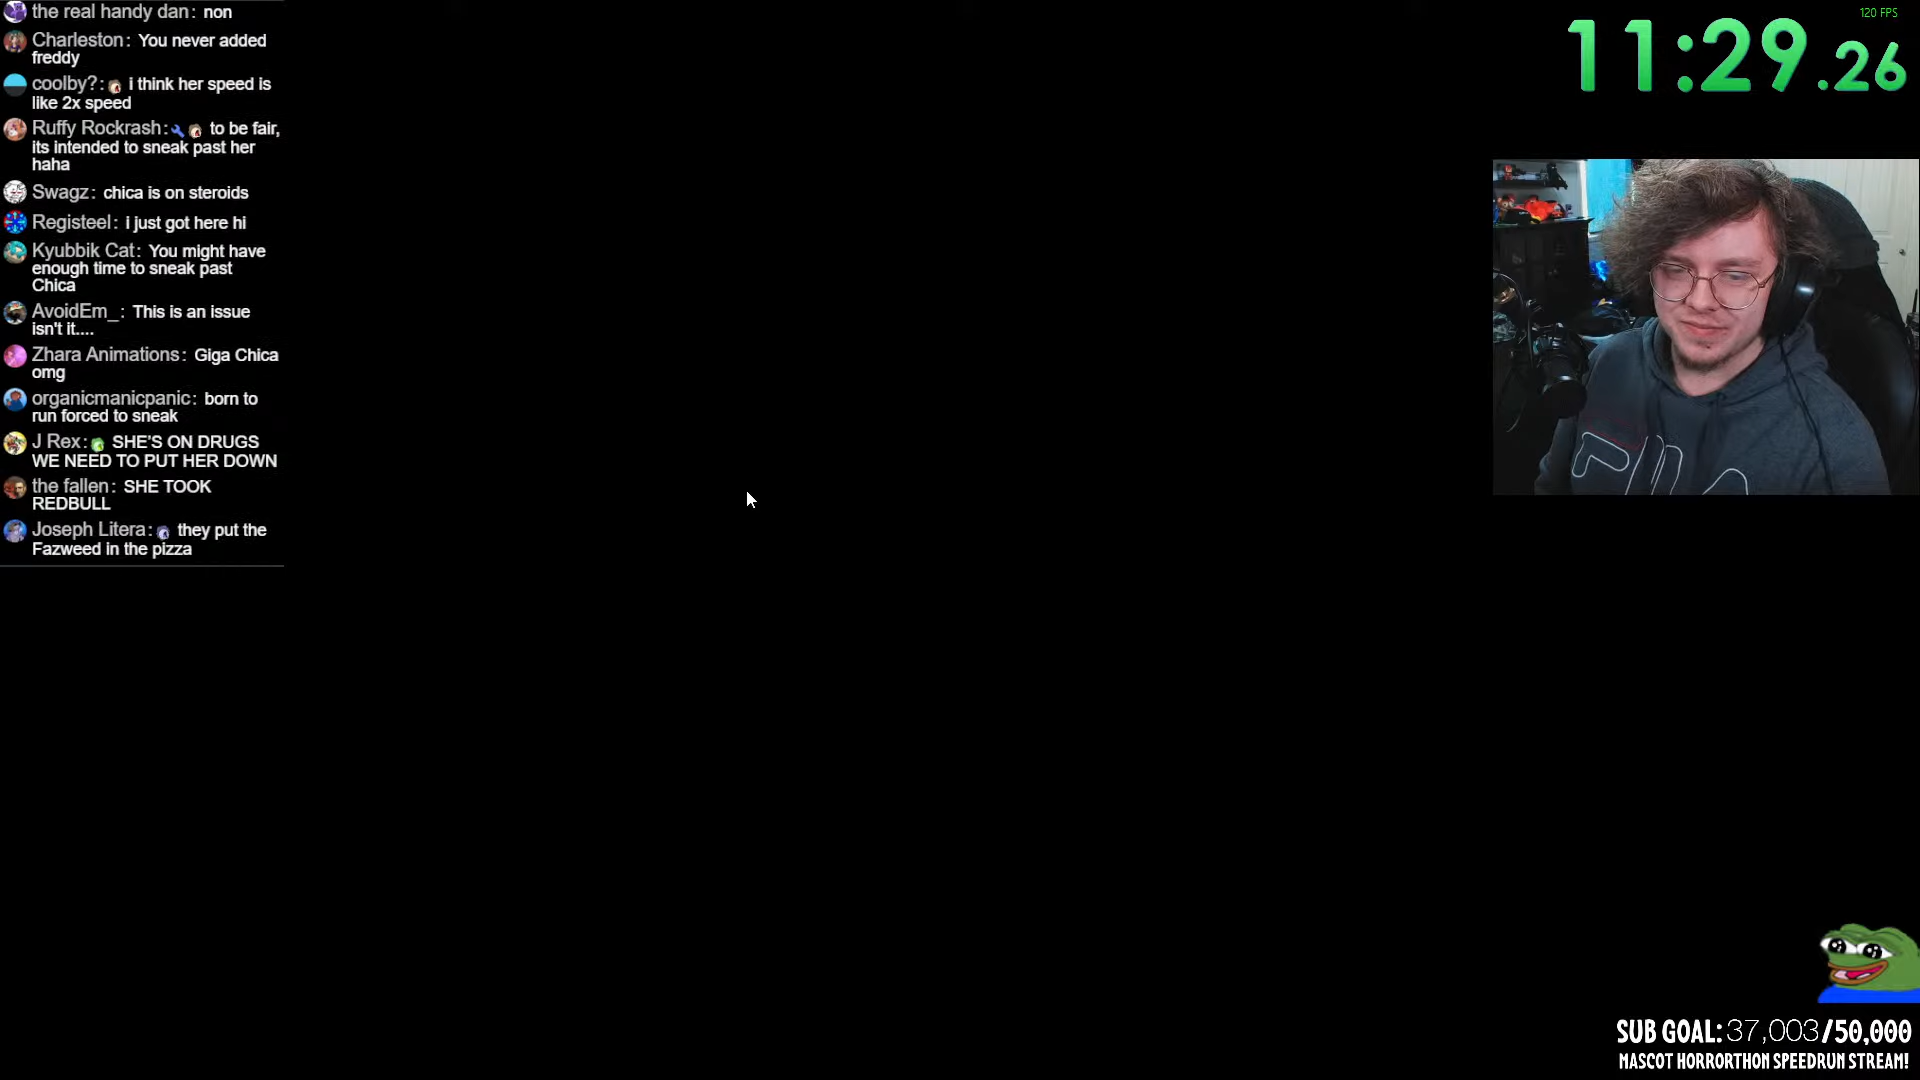 the real handy dan: non
Charleston: You never added
freddy
coolby?: i think her speed is
like 2x speed
Ruffy Rockrash: to be fair,
its intended to sneak past her
haha
Swagz: chica is on steroids
Registeel: i just got here hi
Kyubbik Cat: You might have
enough time to sneak past
Chica
AvoidEm_: This is an issue
isn't it....
Zhara Animations: Giga Chica
omg
organicmanicpanic: born to
run forced to sneak
J Rex: SHE'S ON DRUGS
WE NEED TO PUT HER DOWN
the fallen: SHE TOOK
REDBULL
Joseph Litera: they put the
Fazweed in the pizza
120 FPS
11:29.26
FILA
SUB GOAL: 37,003/50,000
MASCOT HORRORTHON SPEEDRUN STREAM!